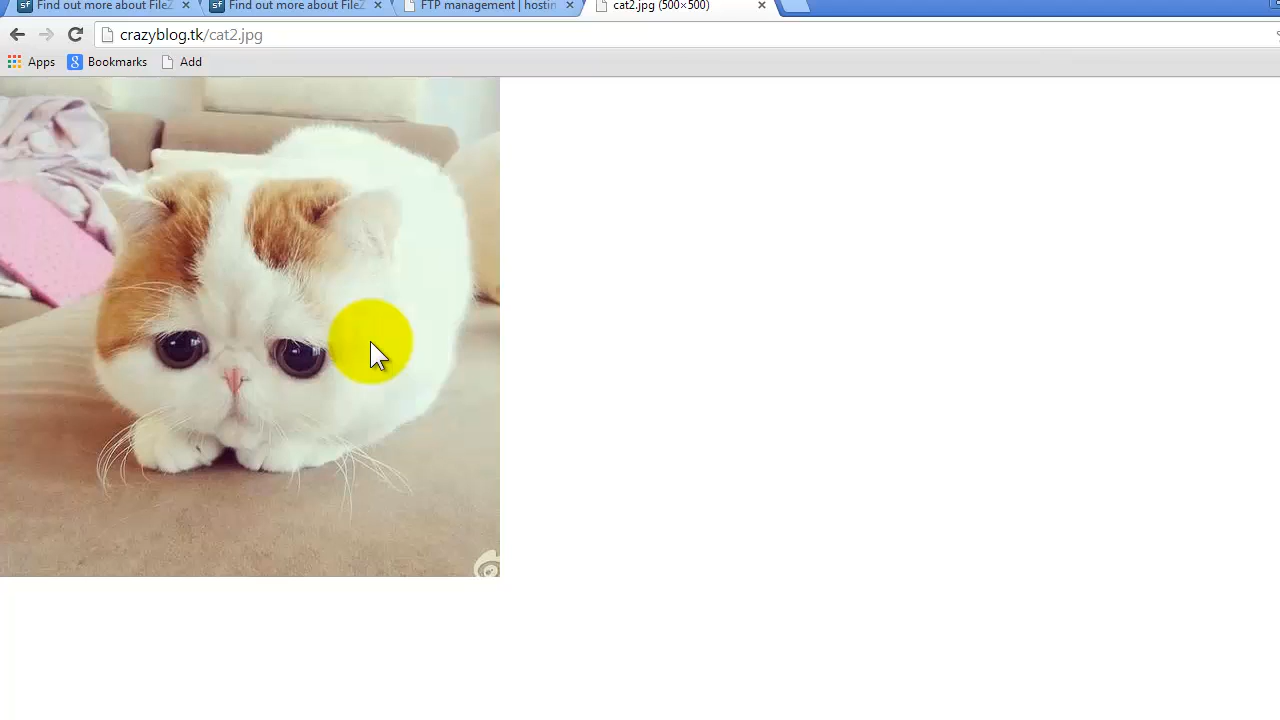 Find out more about FileZ
Find out more about FileZ
FTP management | hostin
cat2.jpg (500×500)
crazyblog.tk/cat2.jpg
Apps
Bookmarks
Add